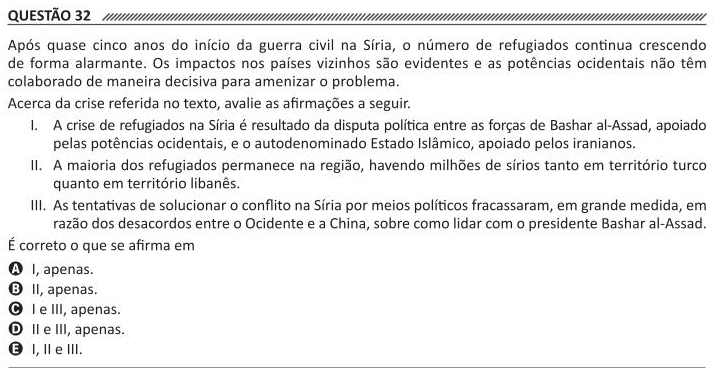 QUESTÃO 32
Após quase cinco anos do início da guerra civil na Síria, o número de refugiados continua crescendo
de forma alarmante. Os impactos nos países vizinhos são evidentes e as potências ocidentais não têm
colaborado de maneira decisiva para amenizar o problema.
Acerca da crise referida no texto, avalie as afirmações a seguir.
I. A crise de refugiados na Síria é resultado da disputa política entre as forças de Bashar al-Assad, apoiado
pelas potências ocidentais, e o autodenominado Estado Islâmico, apoiado pelos iranianos.
II. A maioria dos refugiados permanece na região, havendo milhões de sírios tanto em território turco
quanto em território libanês.
III. As tentativas de solucionar o conflito na Síria por meios políticos fracassaram, em grande medida, em
razão dos desacordos entre o Ocidente e a China, sobre como lidar com o presidente Bashar al-Assad.
É correto o que se afirma em
A I, apenas.
B II, apenas.
C I e III, apenas.
D II e III, apenas.
E I, II e III.